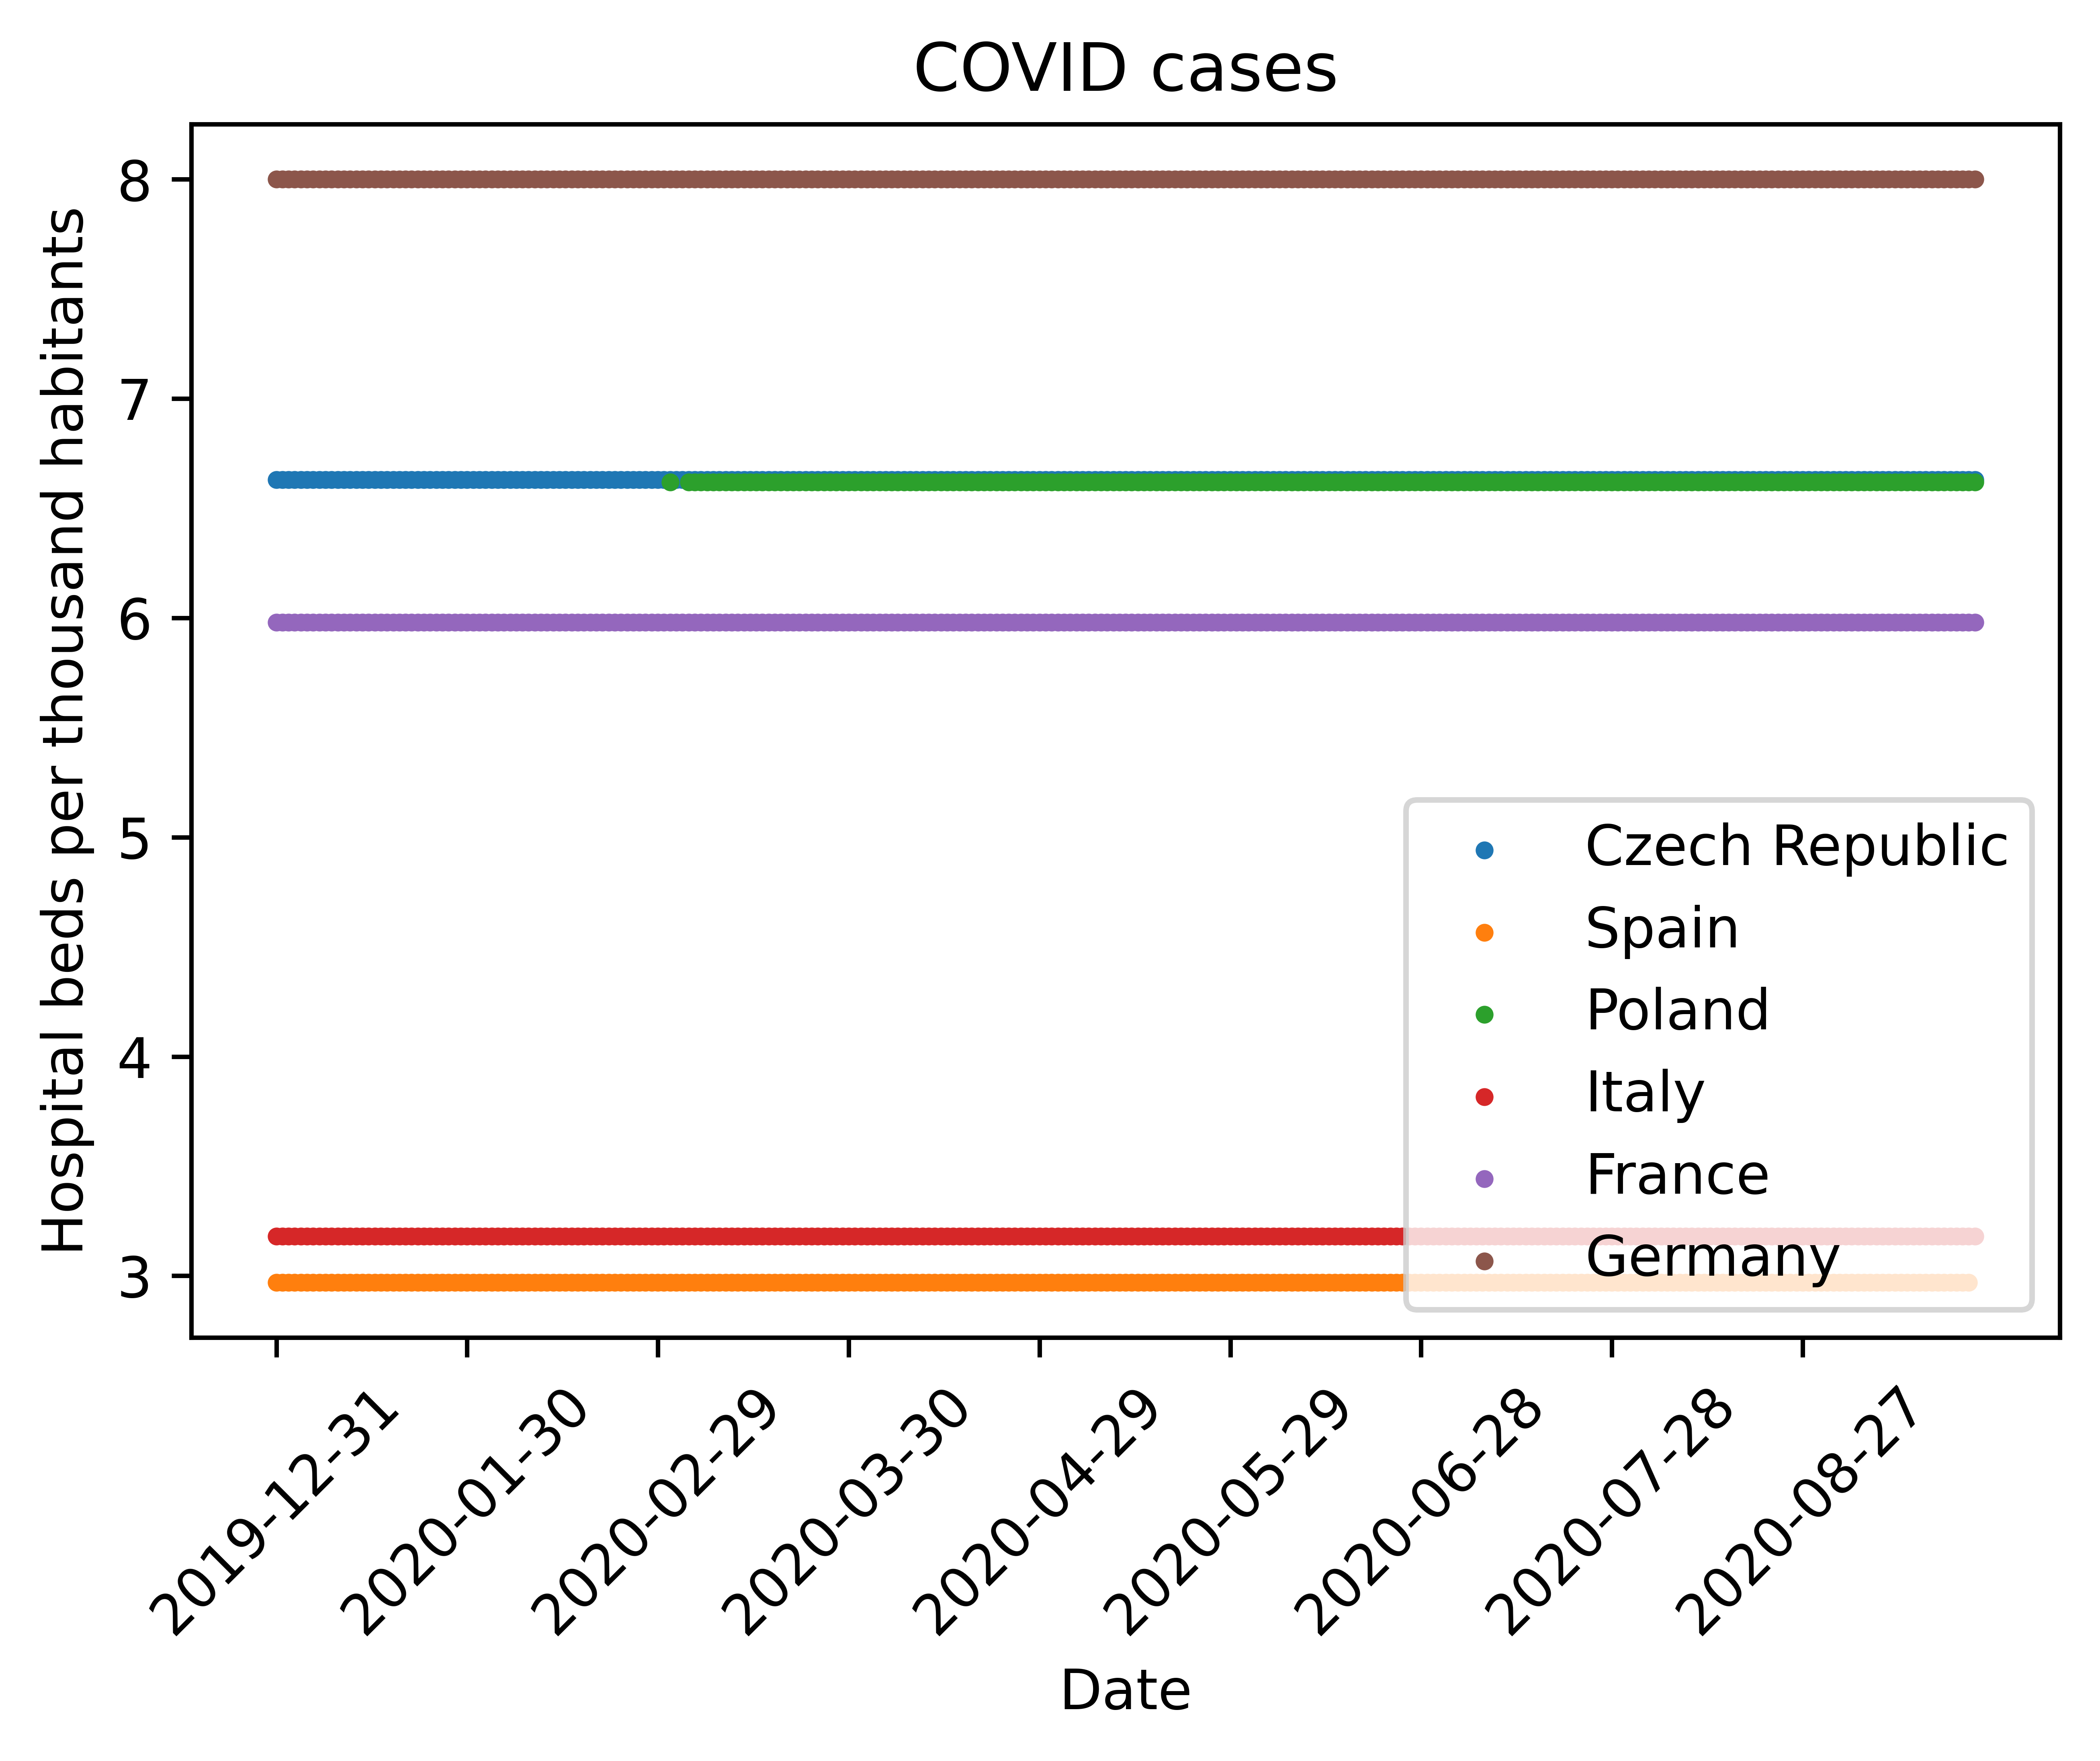 COVID cases
Hospital beds per thousand habitants
8
7
6
5
4
3
Czech Republic
Spain
Poland
Italy
France
Germany
2019-12-31
2020-01-30
2020-02-29
2020-03-30
2020-04-29
2020-05-29
2020-06-28
2020-07-28
2020-08-27
Date